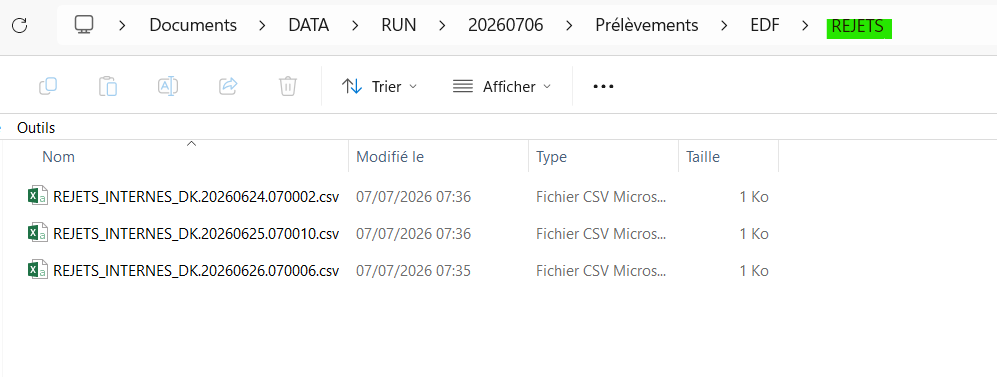 Documents > DATA > RUN > 20260706 > Prélèvements > EDF > REJETS
Trier Afficher ...
Outils
Nom Modifié le Type Taille
REJETS_INTERNES_DK.20260624.070002.csv 07/07/2026 07:36 Fichier CSV Micros... 1 Ko
REJETS_INTERNES_DK.20260625.070010.csv 07/07/2026 07:36 Fichier CSV Micros... 1 Ko
REJETS_INTERNES_DK.20260626.070006.csv 07/07/2026 07:35 Fichier CSV Micros... 1 Ko